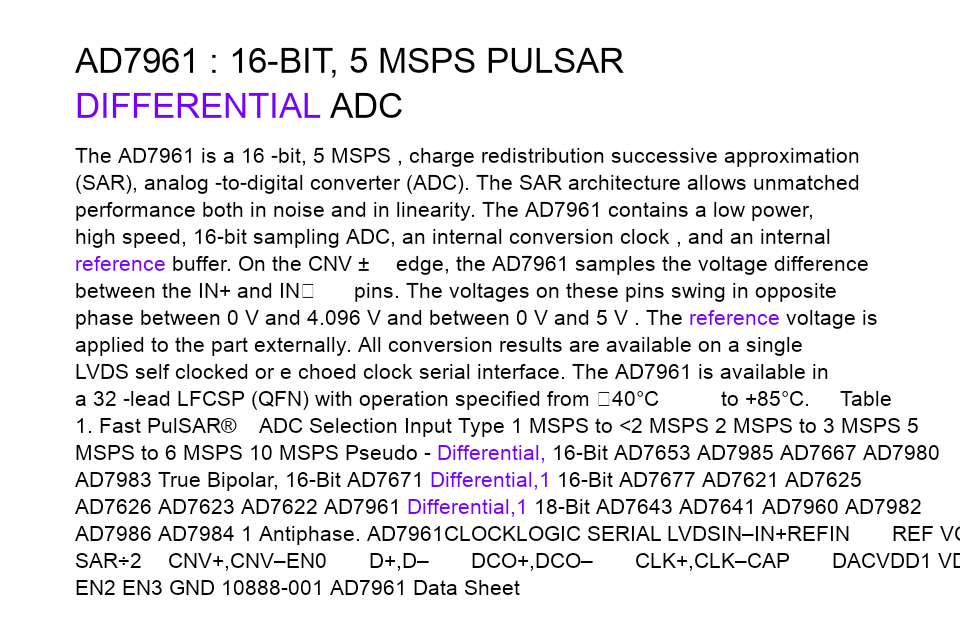 AD7961 : 16-BIT, 5 MSPS PULSAR
DIFFERENTIAL ADC
The AD7961 is a 16 -bit, 5 MSPS , charge redistribution successive approximation
(SAR), analog -to-digital converter (ADC). The SAR architecture allows unmatched
performance both in noise and in linearity. The AD7961 contains a low power,
high speed, 16-bit sampling ADC, an internal conversion clock , and an internal
reference buffer. On the CNV ± edge, the AD7961 samples the voltage difference
between the IN+ and IN□ pins. The voltages on these pins swing in opposite
phase between 0 V and 4.096 V and between 0 V and 5 V . The reference voltage is
applied to the part externally. All conversion results are available on a single
LVDS self clocked or e choed clock serial interface. The AD7961 is available in
a 32 -lead LFCSP (QFN) with operation specified from □40°C to +85°C. Table
1. Fast PulSAR® ADC Selection Input Type 1 MSPS to <2 MSPS 2 MSPS to 3 MSPS 5
MSPS to 6 MSPS 10 MSPS Pseudo - Differential, 16-Bit AD7653 AD7985 AD7667 AD7980
AD7983 True Bipolar, 16-Bit AD7671 Differential,1 16-Bit AD7677 AD7621 AD7625
AD7626 AD7623 AD7622 AD7961 Differential,1 18-Bit AD7643 AD7641 AD7960 AD7982
AD7986 AD7984 1 Antiphase. AD7961CLOCKLOGIC SERIAL LVDSIN–IN+REFIN REF
SAR÷2 CNV+,CNV–EN0 D+,D– DCO+,DCO– CLK+,CLK–CAP DACVDD1
EN2 EN3 GND 10888-001 AD7961 Data Sheet